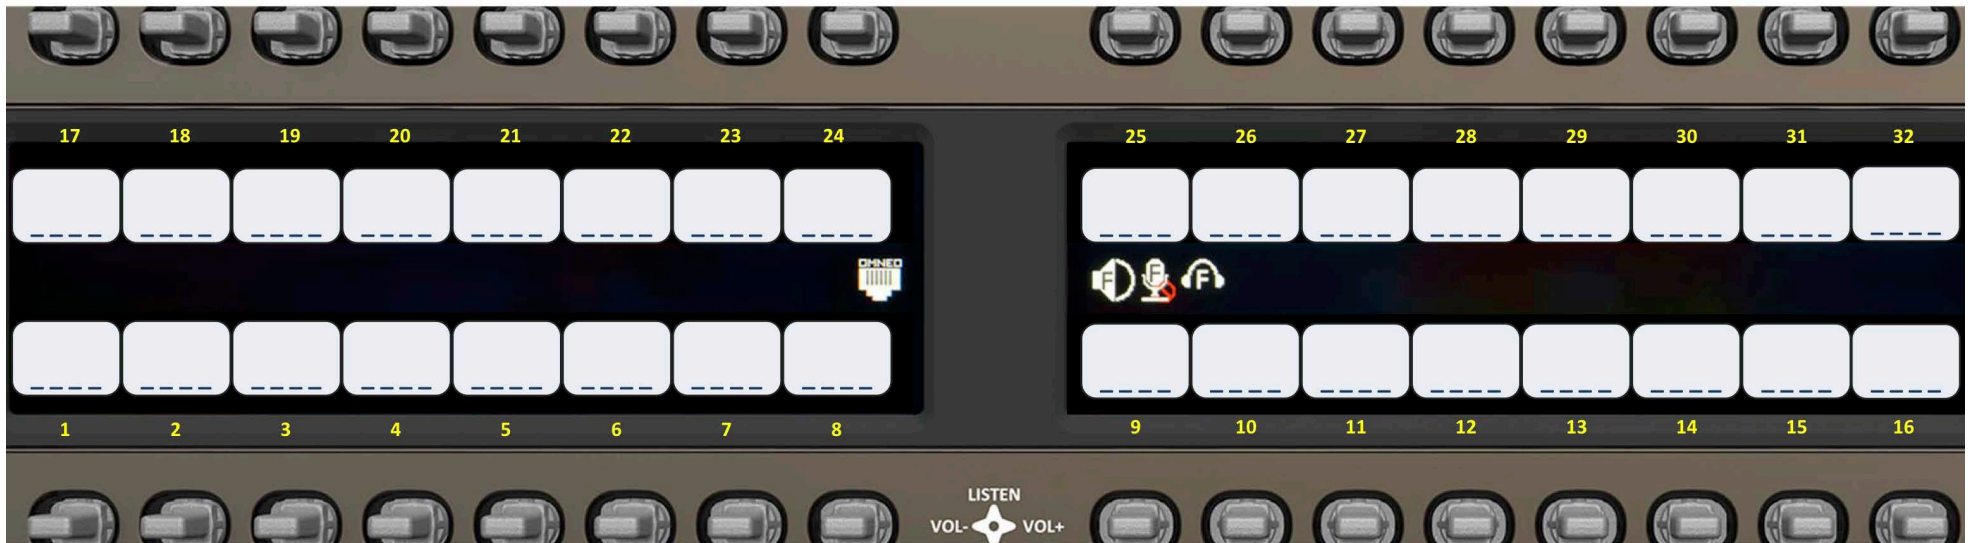 17 18 19 20 21 22 23 24 25 26 27 28 29 30 31 32
OMNEO
F F F
1 2 3 4 5 6 7 8 9 10 11 12 13 14 15 16
LISTEN
VOL- VOL+